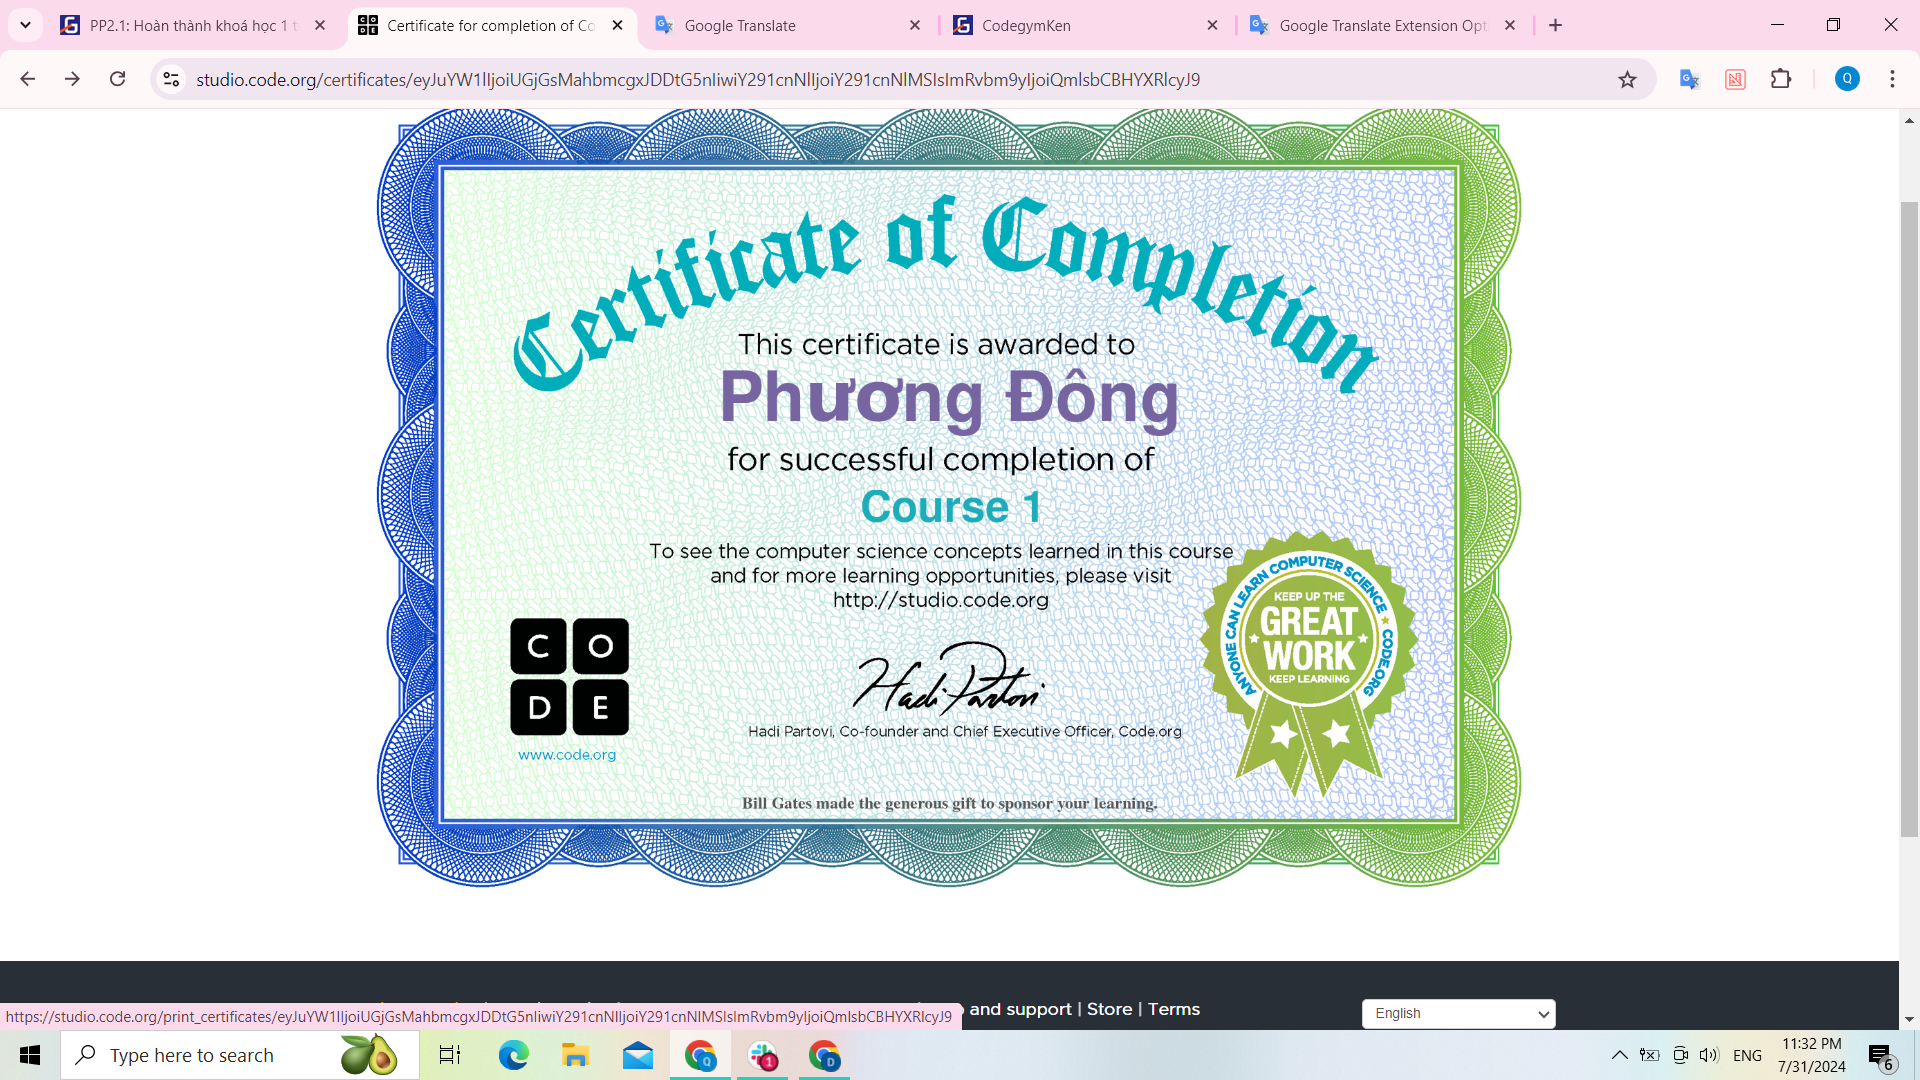 PP2.1: Hoàn thành khoá học 1 t
Certificate for completion of Co
Google Translate
CodegymKen
Google Translate Extension Opt
studio.code.org/certificates/eyJuYW1lIjoiUGjGsMahbmcgxJDDtG5nIiwiY291cnNlIjoiY291cnNlMSIsImRvbm9yIjoiQmlsbCBHYXRlcyJ9
Q
Certificate of Completion
This certificate is awarded to
Phương Đông
for successful completion of
Course 1
To see the computer science concepts learned in this course
and for more learning opportunities, please visit
http://studio.code.org
ANYONE CAN LEARN COMPUTER SCIENCE
CODE.ORG
KEEP UP THE
GREAT
WORK
KEEP LEARNING
C O
D E
www.code.org
Hadi Partovi
Hadi Partovi, Co-founder and Chief Executive Officer, Code.org
Bill Gates made the generous gift to sponsor your learning.
and support | Store | Terms
English
https://studio.code.org/print_certificates/eyJuYW1lIjoiUGjGsMahbmcgxJDDtG5nIiwiY291cnNlIjoiY291cnNlMSIsImRvbm9yIjoiQmlsbCBHYXRlcyJ9
Type here to search
ENG
11:32 PM
7/31/2024
6